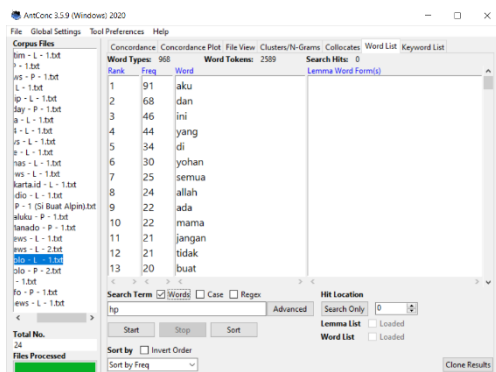 AntConc 3.5.9 (Windows) 2020
File Global Settings Tool Preferences Help
Corpus Files
tim - L - 1.txt
- 1.txt
ws - P - 1.txt
L - 1.txt
ip - L - 1.txt
day - P - 1.txt
a - L - 1.txt
- L - 1.txt
/s - L - 1.txt
e - L - 1.txt
nas - L - 1.txt
ws - L - 1.txt
karta.id - L - 1.txt
dio - L - 1.txt
P - 1 (Si Buat Alpin).txt
aluku - P - 1.txt
lanado - P - 1.txt
ews - L - 1.txt
ews - L - 2.txt
olo - L - 1.txt
olo - P - 2.txt
- 1.txt
fo - P - 1.txt
ews - L - 1.txt
Total No.
24
Files Processed
Concordance Concordance Plot File View Clusters/N-Grams Collocates Word List Keyword List
Word Types: 968 Word Tokens: 2589 Search Hits: 0
Rank Freq Word Lemma Word Form(s)
1 91 aku
2 68 dan
3 46 ini
4 44 yang
5 34 di
6 30 yohan
7 25 semua
8 24 allah
9 22 ada
10 22 mama
11 21 jangan
12 21 tidak
13 20 buat
Search Term Words Case Regex Hit Location
hp Advanced Search Only 0
Start Stop Sort Lemma List Loaded
Word List Loaded
Sort by Invert Order
Sort by Freq Clone Results